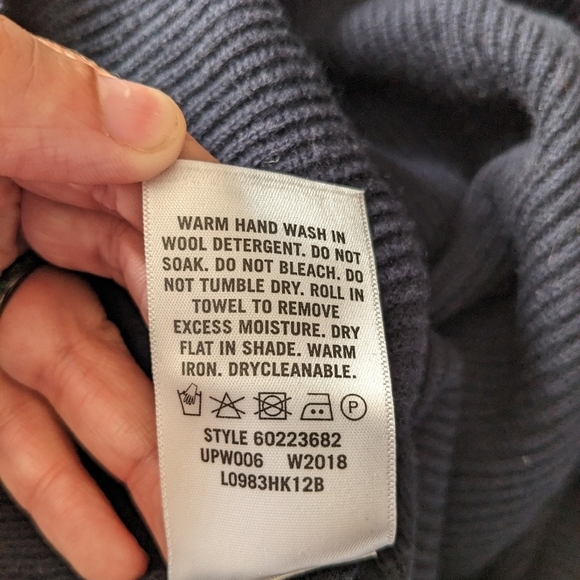 WARM HAND WASH IN
WOOL DETERGENT. DO NOT
SOAK. DO NOT BLEACH. DO
NOT TUMBLE DRY. ROLL IN
TOWEL TO REMOVE
EXCESS MOISTURE. DRY
FLAT IN SHADE. WARM
IRON. DRYCLEANABLE.
P
STYLE 60223682
UPW006 W2018
L0983HK12B